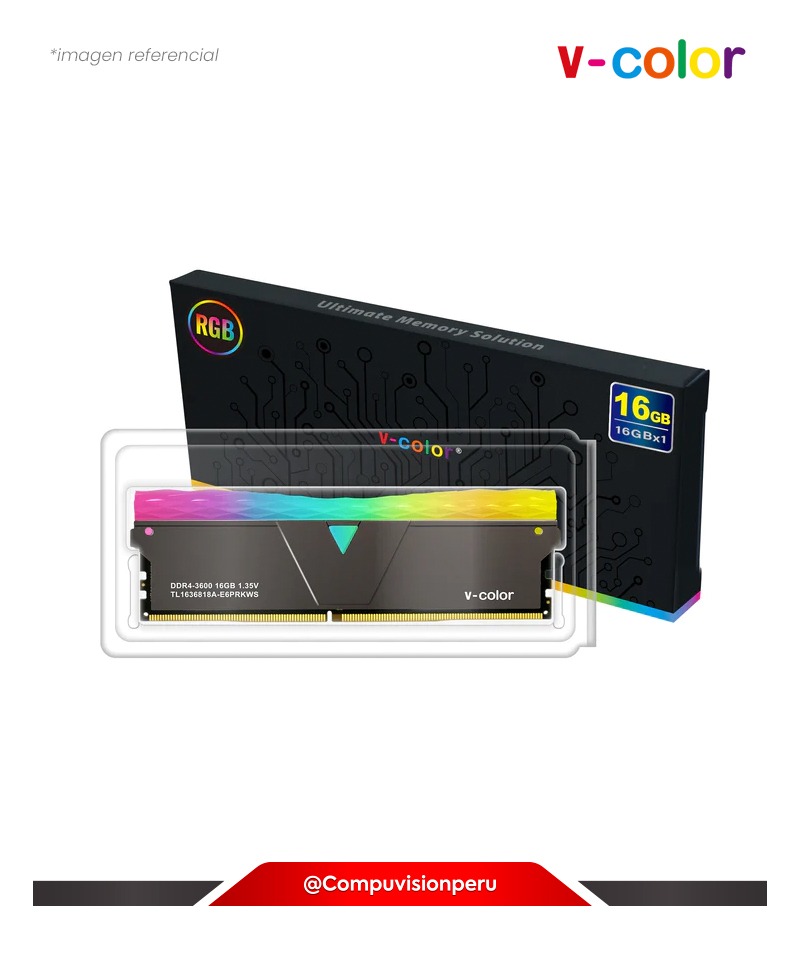 *imagen referencial
v-color
RGB
Ultimate Memory Solution
16GB
16GBx1
v-color®
DDR4-3600 16GB 1.35V
TL1636818A-E6PRKWS
v-color
@Compuvisionperu